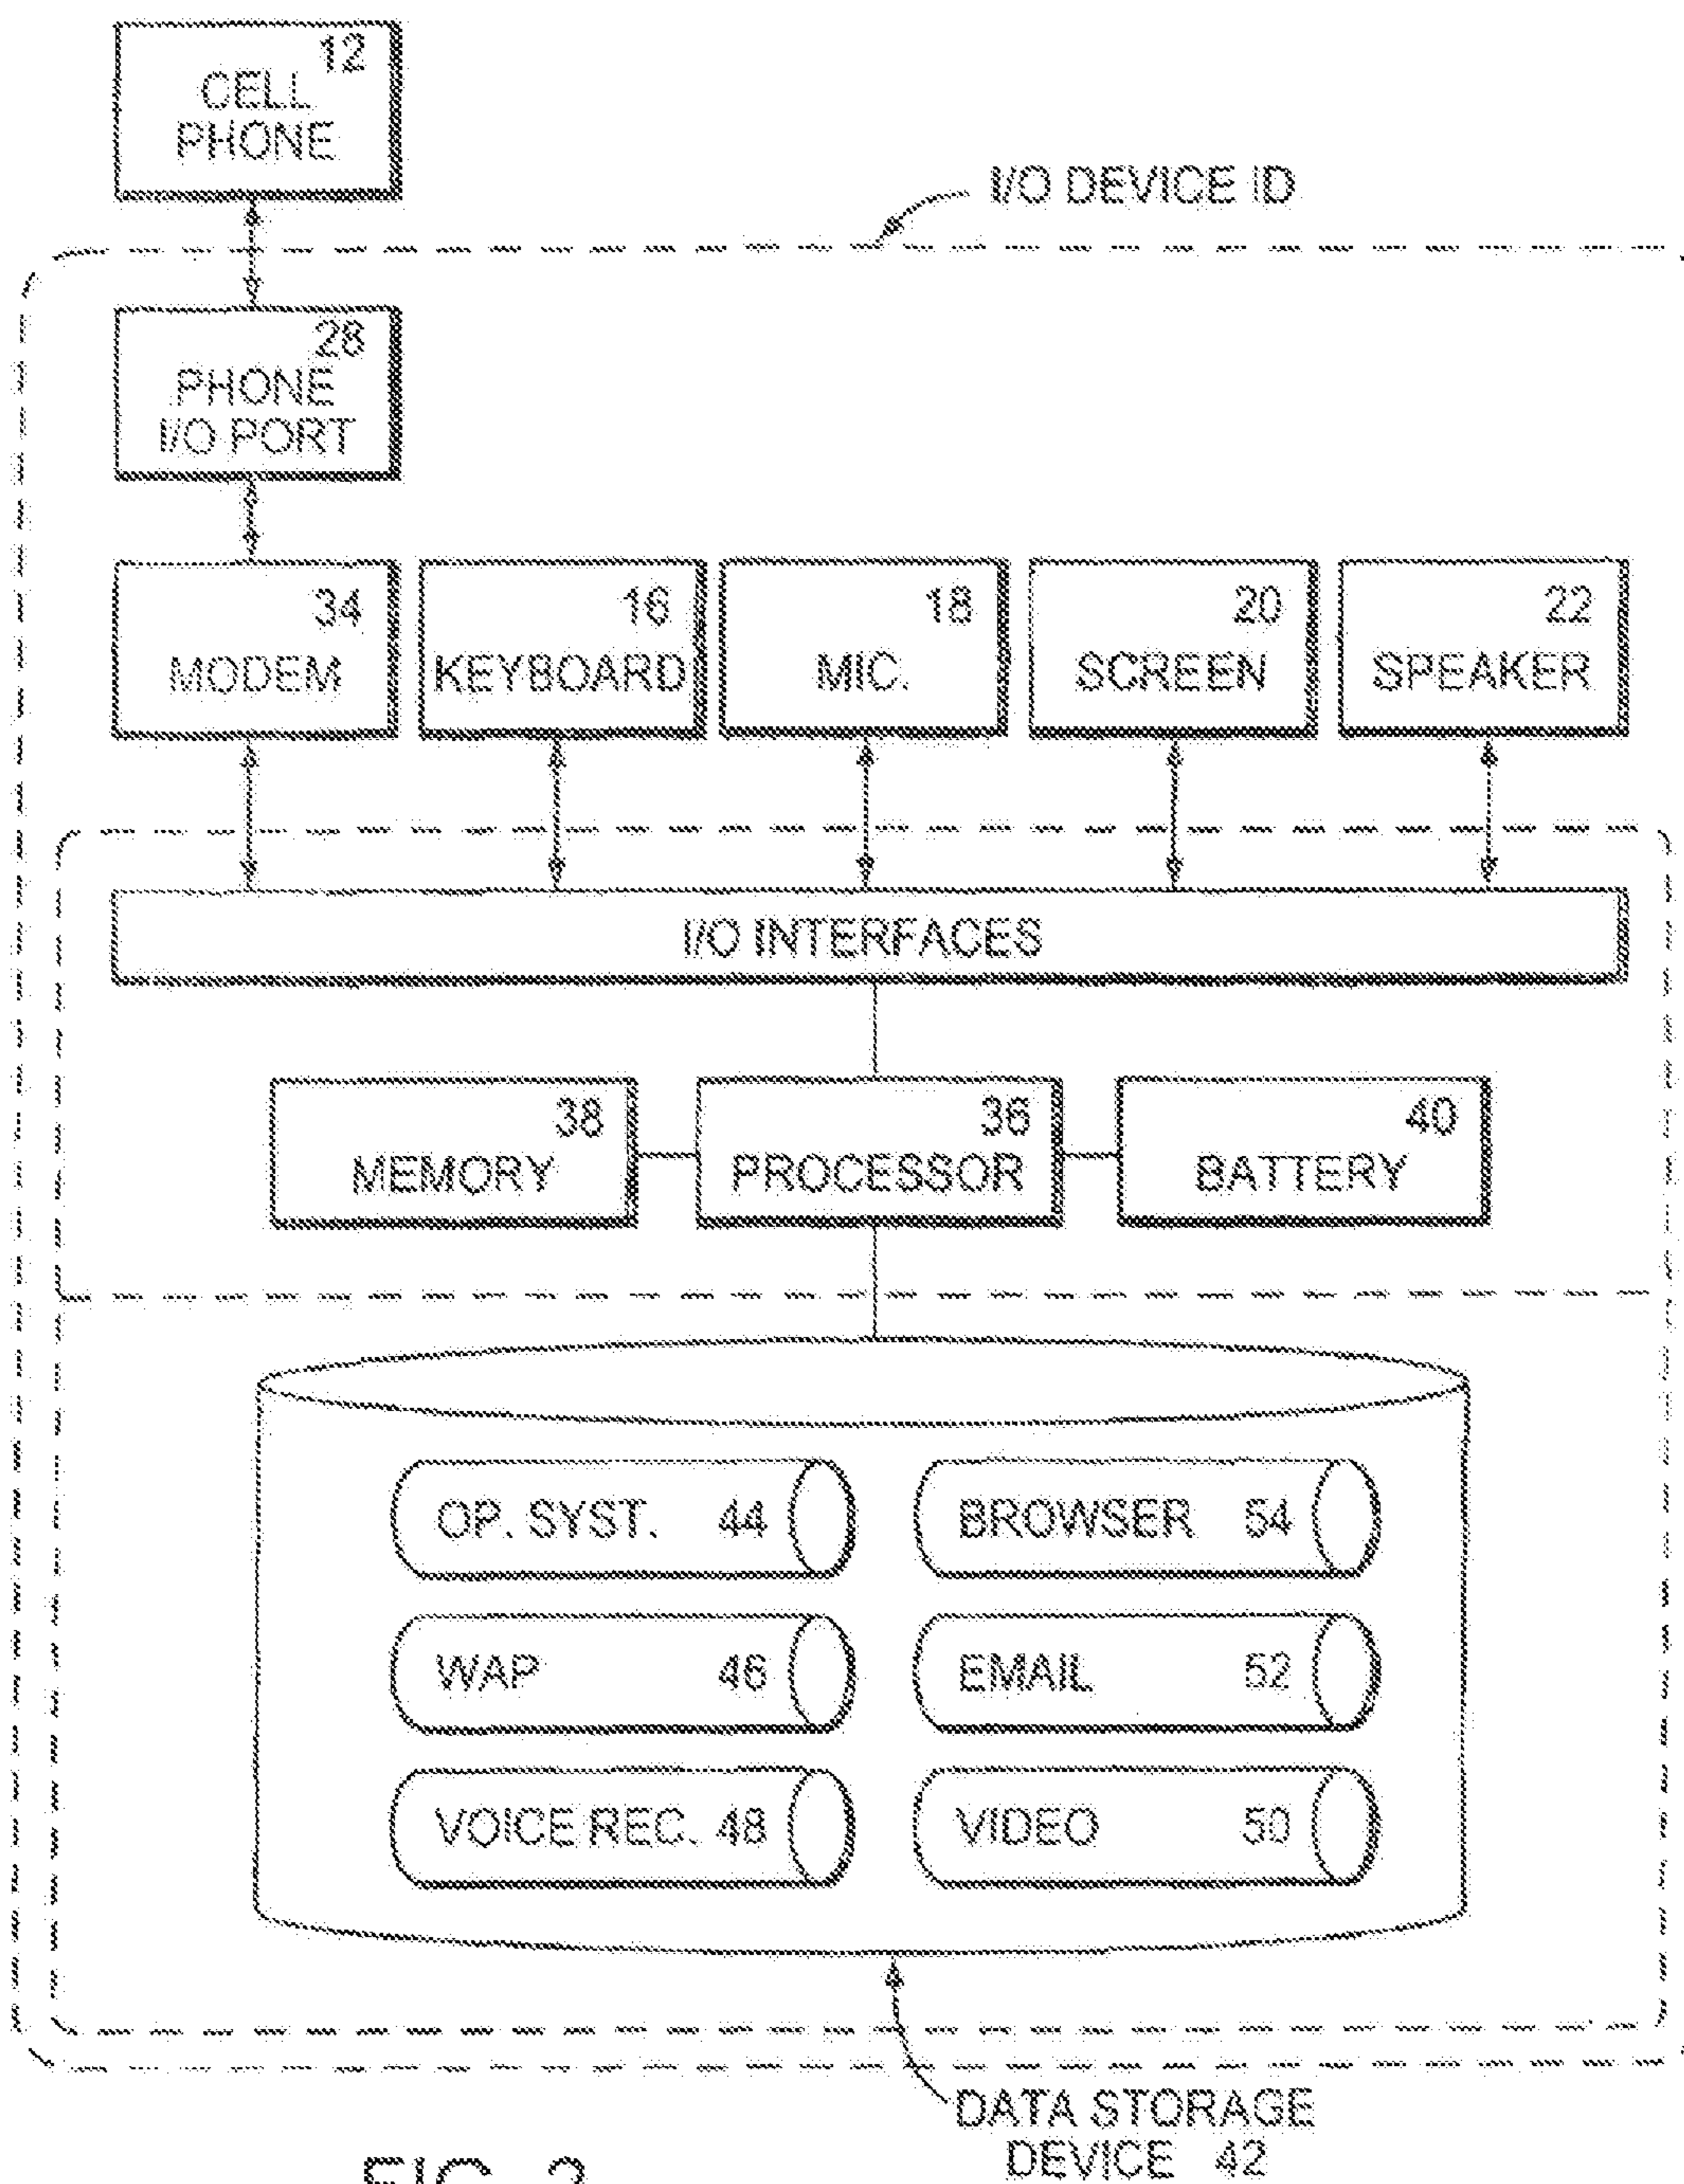 12
CELL
PHONE
I/O DEVICE ID
28
PHONE
I/O PORT
34
MODEM
16
KEYBOARD
18
MIC.
20
SCREEN
22
SPEAKER
I/O INTERFACES
38
MEMORY
36
PROCESSOR
40
BATTERY
OP. SYST. 44
BROWSER 54
WAP 46
EMAIL 52
VOICE REC. 48
VIDEO 50
DATA STORAGE
DEVICE 42